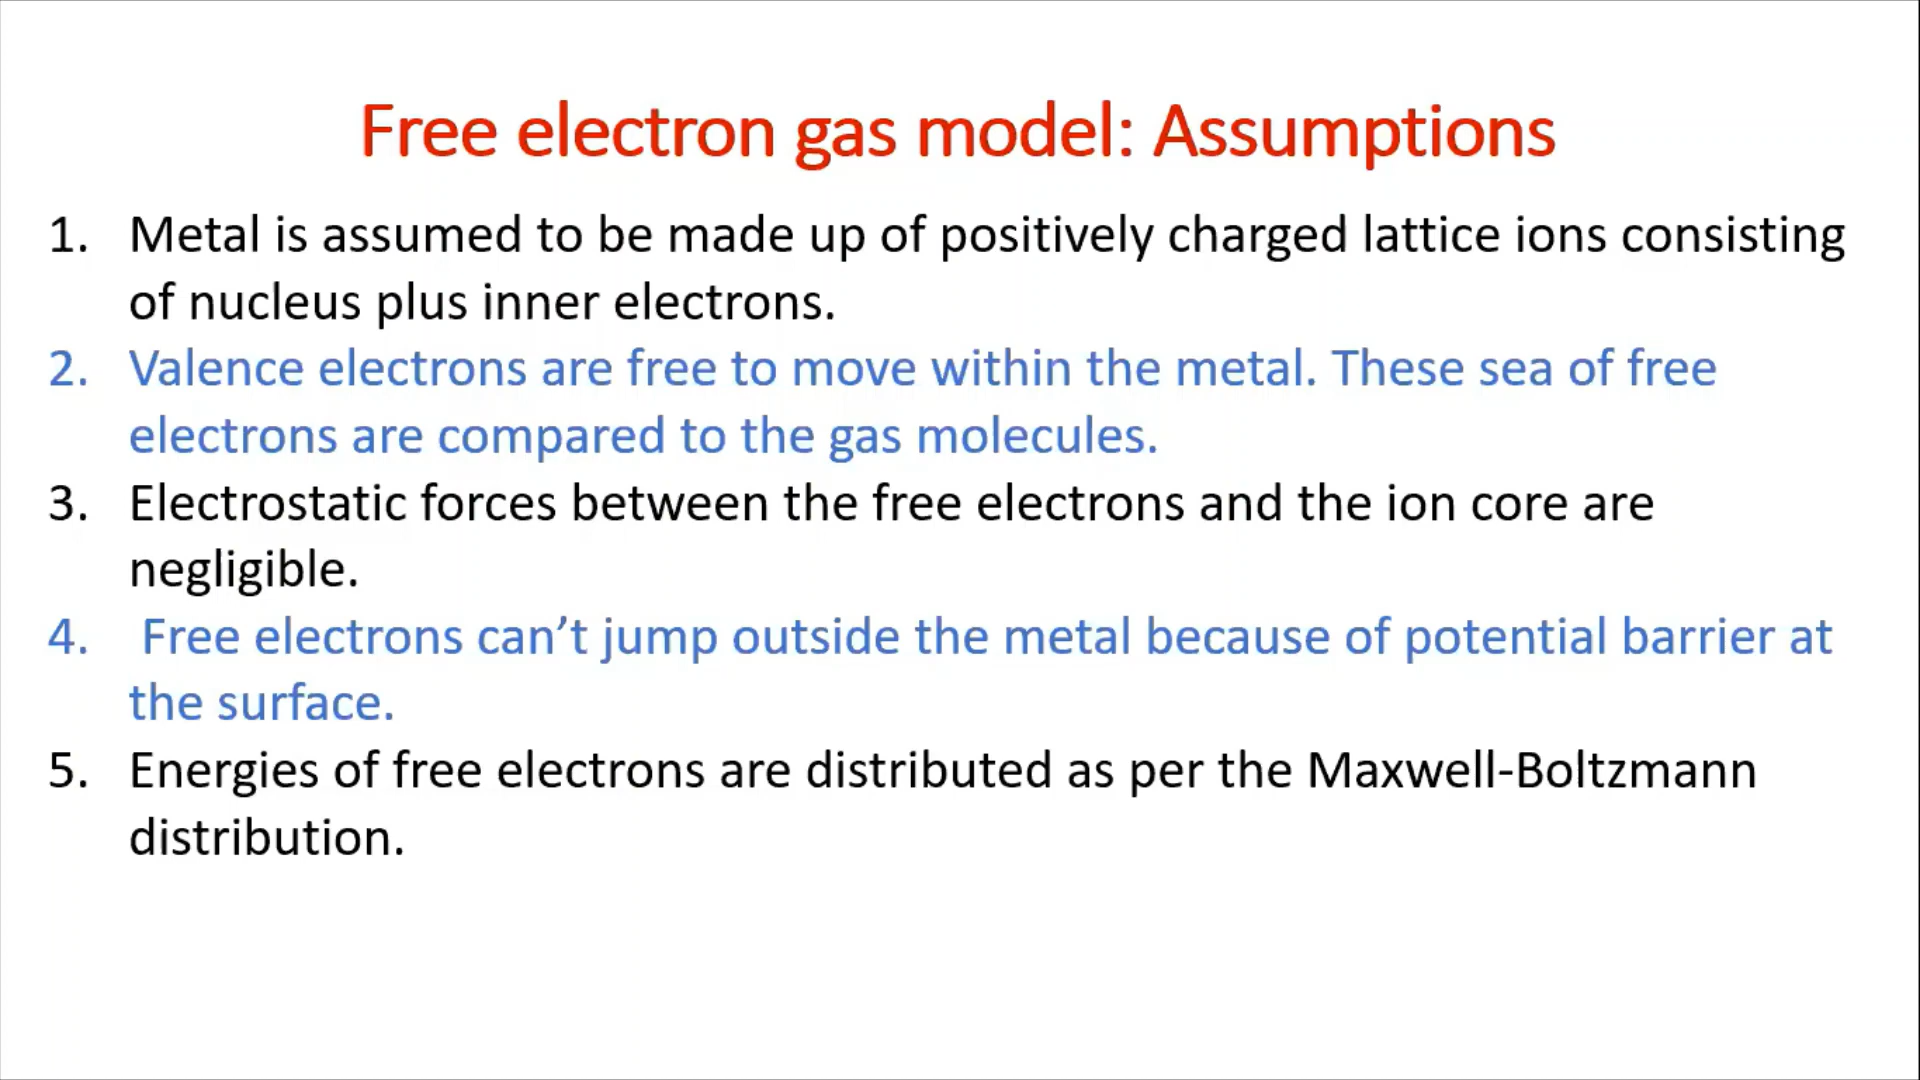 Free electron gas model: Assumptions
1. Metal is assumed to be made up of positively charged lattice ions consisting
of nucleus plus inner electrons.
2. Valence electrons are free to move within the metal. These sea of free
electrons are compared to the gas molecules.
3. Electrostatic forces between the free electrons and the ion core are
negligible.
4. Free electrons can’t jump outside the metal because of potential barrier at
the surface.
5. Energies of free electrons are distributed as per the Maxwell-Boltzmann
distribution.